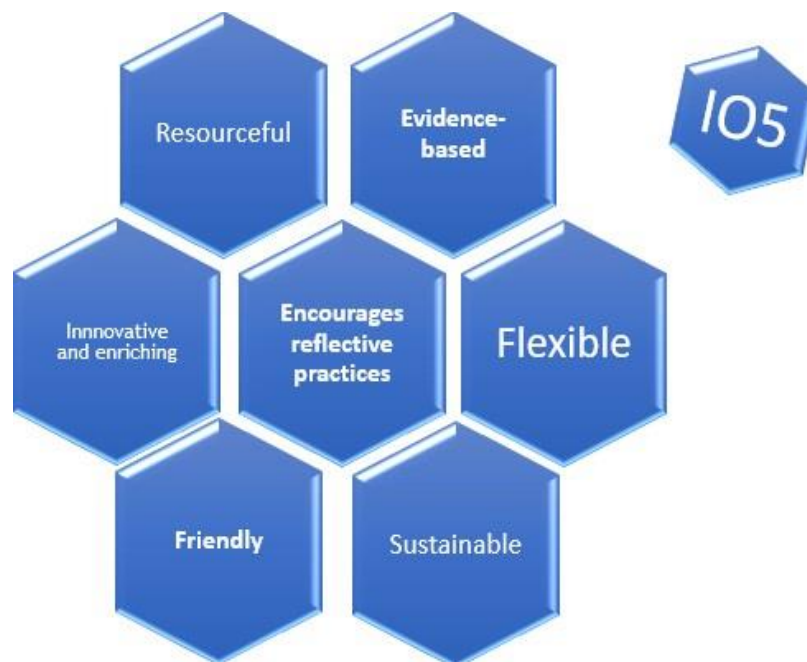 Resourceful
Evidence-
based
IO5
Innnovative
and enriching
Encourages
reflective
practices
Flexible
Friendly
Sustainable